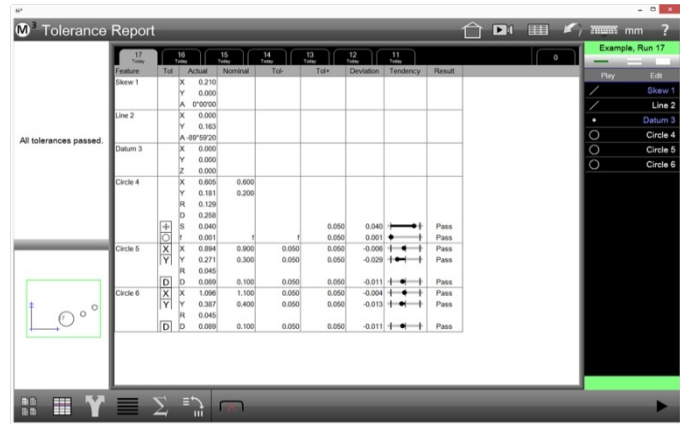 M³ Tolerance Report
mm ?
17 Today 16 Today 15 Today 14 Today 13 Today 12 Today 11 Today 0
Feature Tol Actual Nominal Tol- Tol+ Deviation Tendency Result
Skew 1 X 0.210
Y 0.000
A 0°00'00
Line 2 X 0.000
Y 0.163
A -89°59'20
Datum 3 X 0.000
Y 0.000
Z 0.000
Circle 4 X 0.605 0.600
Y 0.181 0.200
R 0.129
D 0.258
S 0.040 0.050 0.040 Pass
f 0.001 f f 0.050 0.001 Pass
Circle 5 X X 0.894 0.900 0.050 0.050 -0.006 Pass
Y Y 0.271 0.300 0.050 0.050 -0.029 Pass
R 0.045
D D 0.089 0.100 0.050 0.050 -0.011 Pass
Circle 6 X X 1.096 1.100 0.050 0.050 -0.004 Pass
Y Y 0.387 0.400 0.050 0.050 -0.013 Pass
R 0.045
D D 0.089 0.100 0.050 0.050 -0.011 Pass
All tolerances passed.
Example, Run 17
Play Edit
Skew 1
Line 2
Datum 3
Circle 4
Circle 5
Circle 6